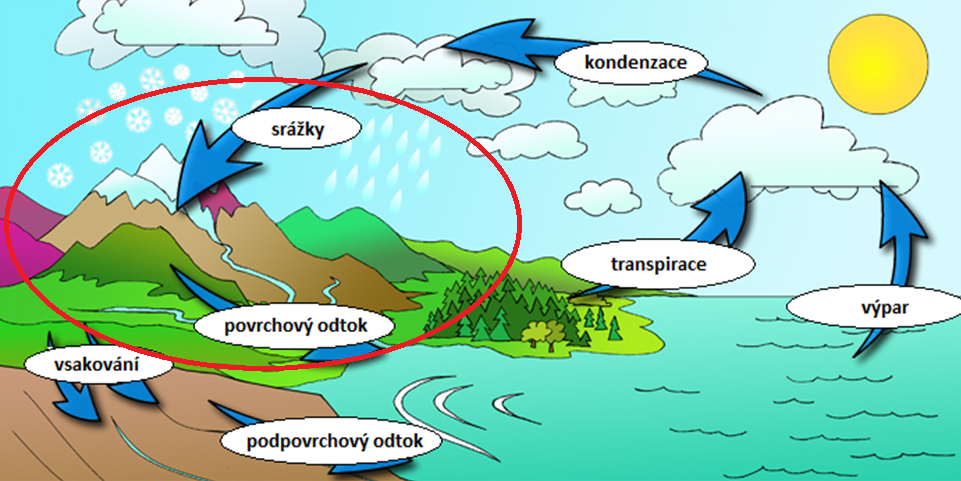 kondenzace
srážky
transpirace
výpar
povrchový odtok
vsakování
podpovrchový odtok